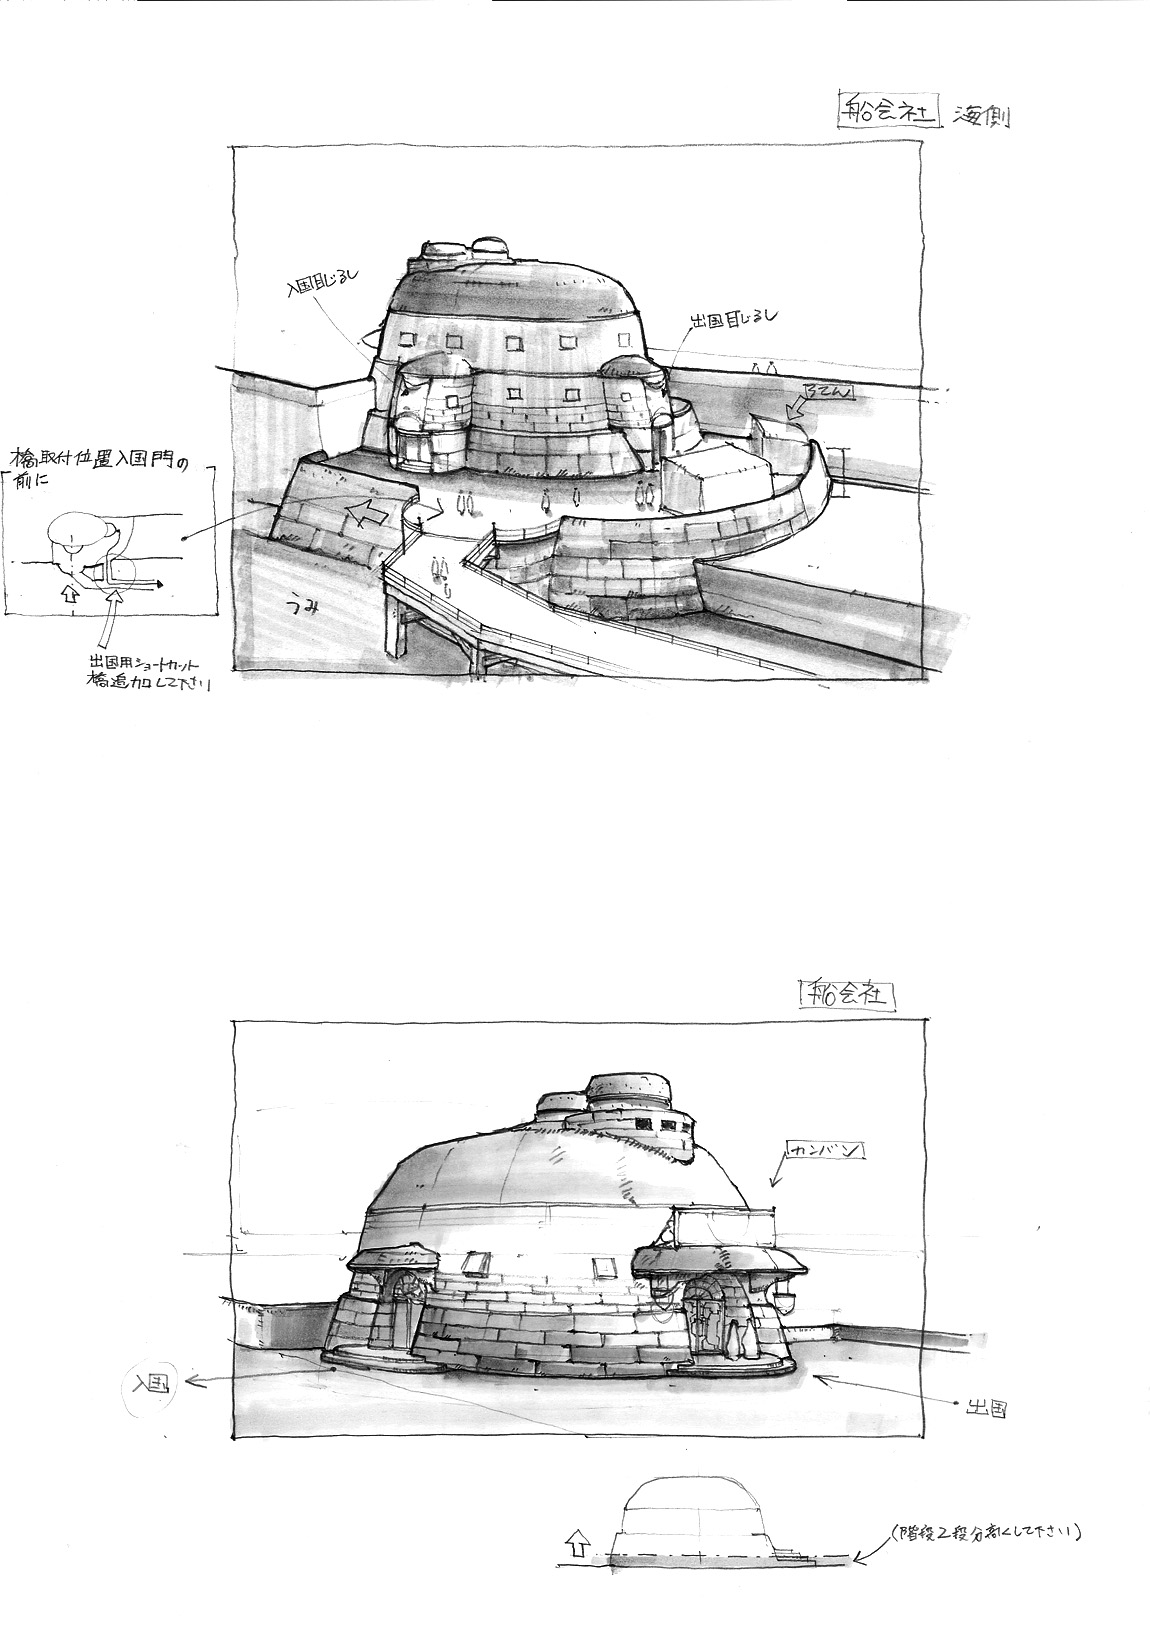 船会社 海側
入国目じるし
出国目じるし
ろてん
橋取付位置入国門の
前に
うみ
出国用ショートカット
橋追加して下さい
船会社
カンバン
入国
出国
(階段2段分高くして下さい)